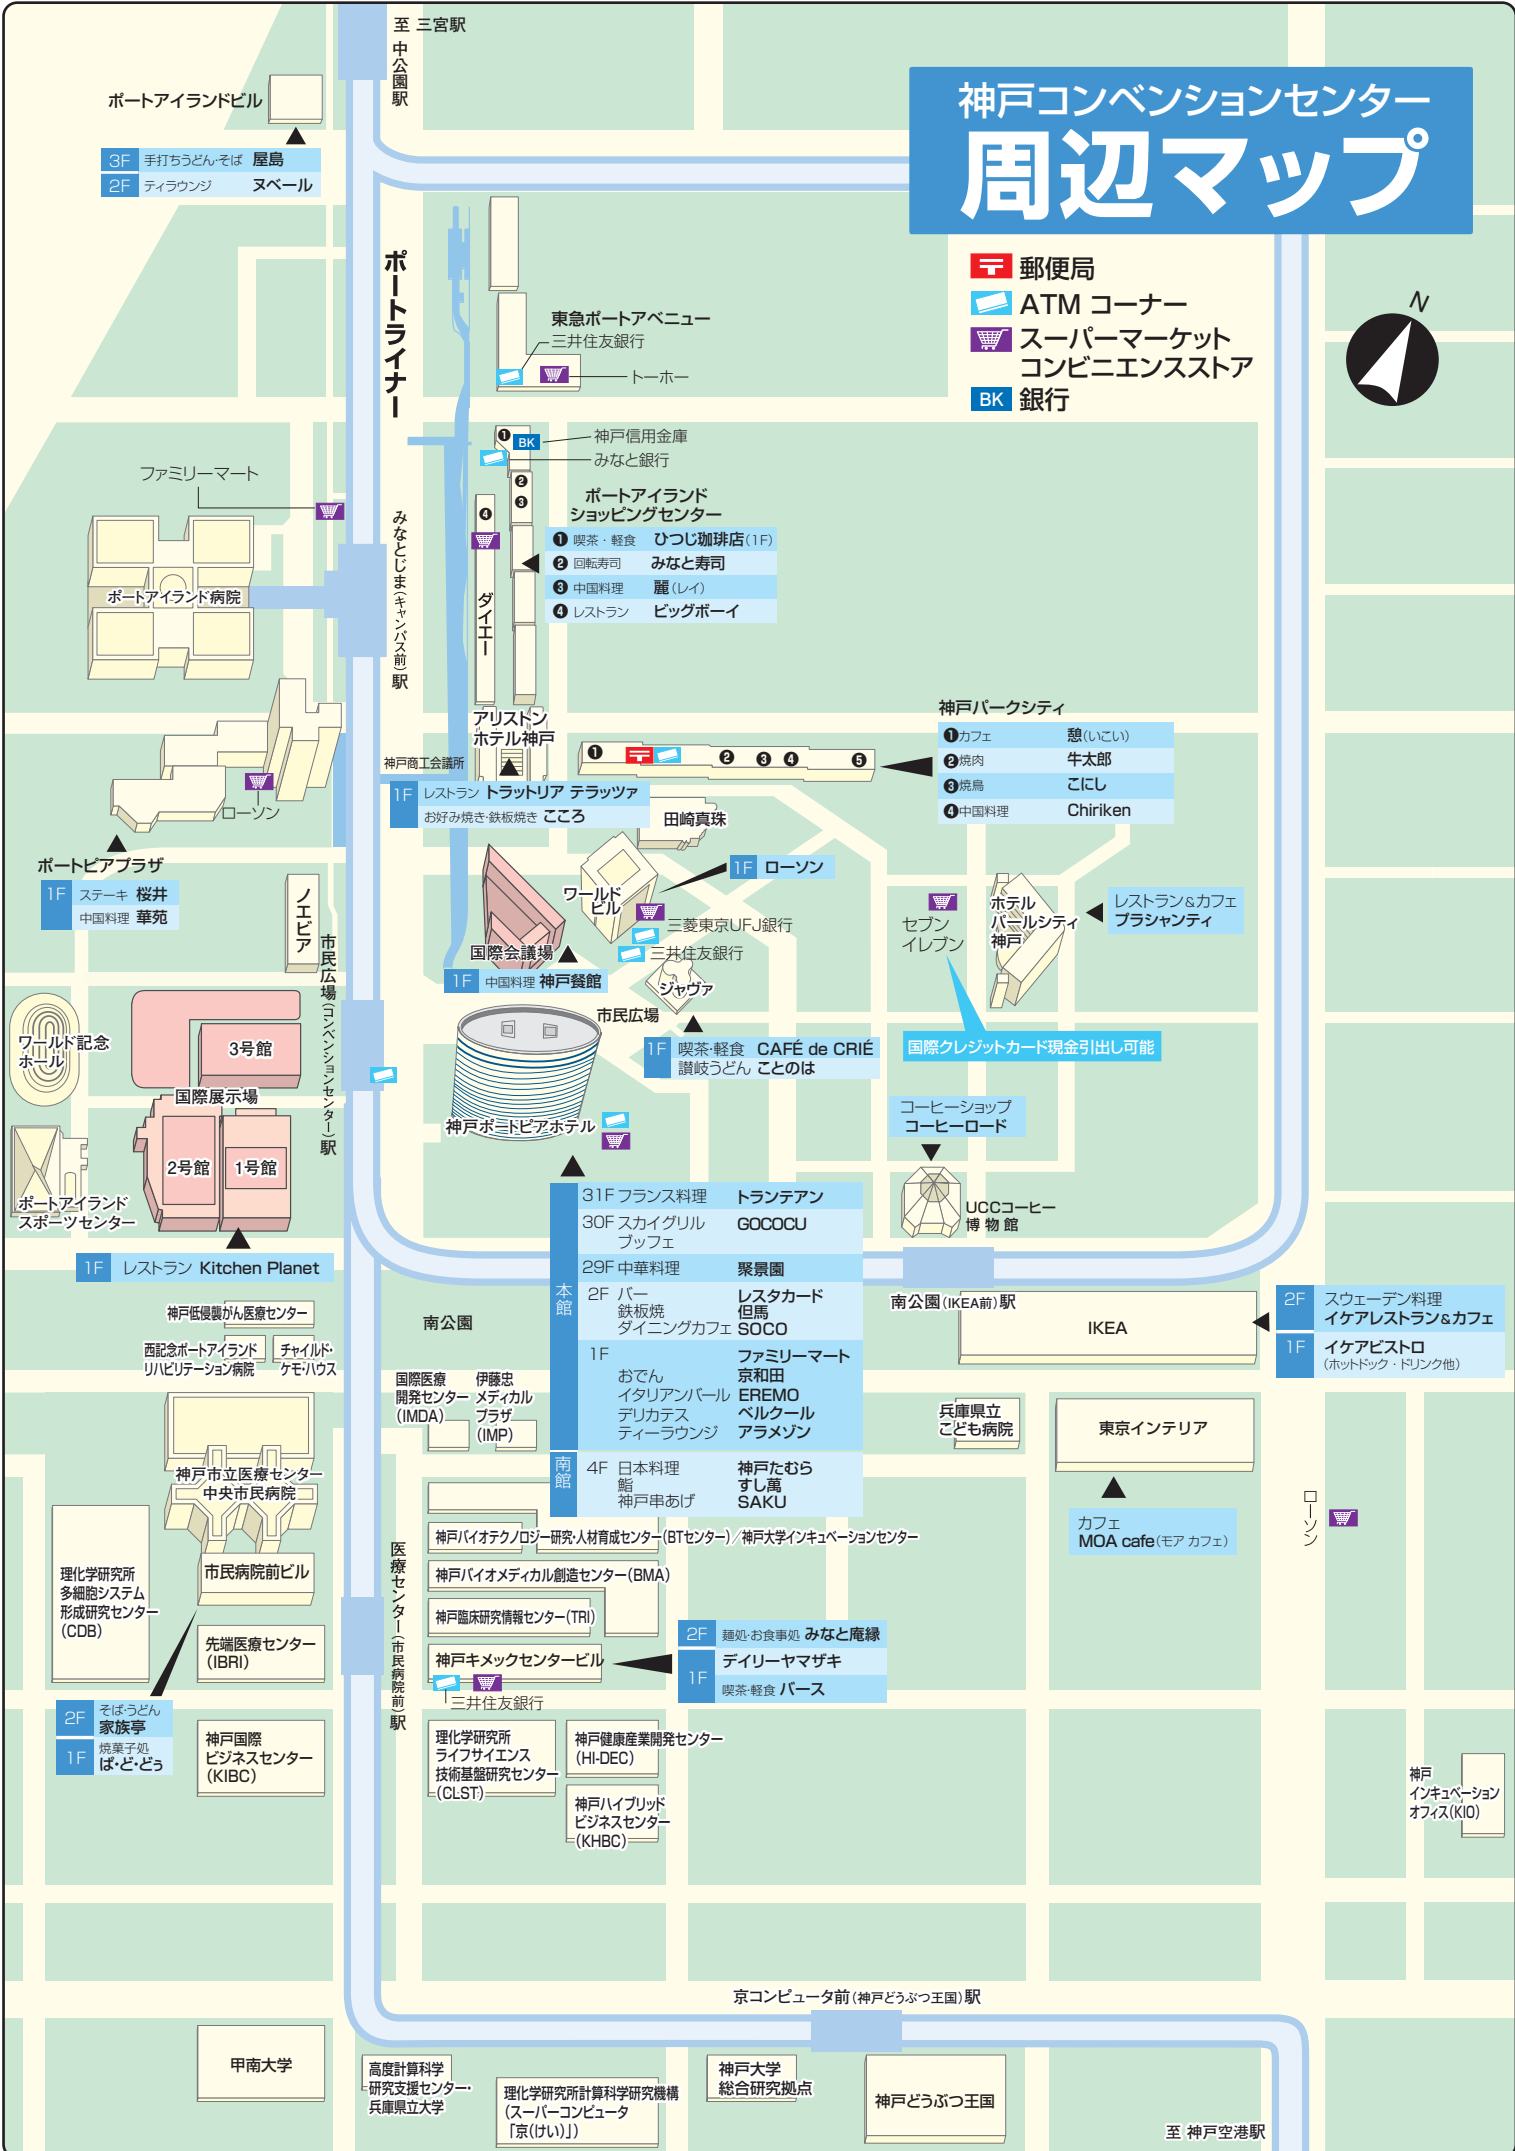 至 三宮駅
中公園駅
神戸コンベンションセンター
周辺マップ
ポートアイランドビル
3F 手打ちうどん・そば 屋島
2F ティラウンジ ヌベール
郵便局
ATM コーナー
スーパーマーケット
コンビニエンスストア
BK 銀行
N
ポートライナー
東急ポートアベニュー
三井住友銀行
トーホー
❶
BK
神戸信用金庫
みなと銀行
❷
❸
❹
ファミリーマート
ポートアイランド
ショッピングセンター
❶ 喫茶・軽食 ひつじ珈琲店(1F)
❷ 回転寿司 みなと寿司
❸ 中国料理 麗(レイ)
❹ レストラン ビッグボーイ
みなとじま(キャンパス前)駅
ダイエー
ポートアイランド病院
アリストン
ホテル神戸
神戸商工会議所
1F レストラン トラットリア テラッツァ
お好み焼き・鉄板焼き こころ
❶
❷
❸
❹
❺
神戸パークシティ
❶カフェ 憩(いこい)
❷焼肉 牛太郎
❸焼鳥 こにし
❹中国料理 Chiriken
ローソン
ポートピアプラザ
1F ステーキ 桜井
中国料理 華苑
田崎真珠
ワールド
ビル
1F ローソン
三菱東京UFJ銀行
三井住友銀行
ノエビア
国際会議場
1F 中国料理 神戸餐館
セブン
イレブン
ホテル
パールシティ
神戸
レストラン&カフェ
プラシャンティ
国際クレジットカード現金引出し可能
ジャヴァ
市民広場
1F 喫茶・軽食 CAFÉ de CRIÉ
讃岐うどん ことのは
市民広場(コンベンションセンター)駅
ワールド記念
ホール
3号館
国際展示場
2号館
1号館
ポートアイランド
スポーツセンター
1F レストラン Kitchen Planet
神戸ポートピアホテル
コーヒーショップ
コーヒーロード
UCCコーヒー
博物館
本館
31F フランス料理 トランテアン
30F スカイグリル GOCOCU
ブッフェ
29F 中華料理 聚景園
2F バー レスタカード
鉄板焼 但馬
ダイニングカフェ SOCO
1F ファミリーマート
おでん 京和田
イタリアンバール EREMO
デリカテス ベルクール
ティーラウンジ アラメゾン
南館
4F 日本料理 神戸たむら
鮨 すし萬
神戸串あげ SAKU
南公園(IKEA前)駅
IKEA
2F スウェーデン料理
イケアレストラン&カフェ
1F イケアビストロ
(ホットドック・ドリンク他)
神戸低侵襲がん医療センター
西記念ポートアイランド
リハビリテーション病院
チャイルド・
ケモ・ハウス
南公園
国際医療
開発センター
(IMDA)
伊藤忠
メディカル
プラザ
(IMP)
兵庫県立
こども病院
東京インテリア
カフェ
MOA cafe(モア カフェ)
ローソン
神戸市立医療センター
中央市民病院
市民病院前ビル
理化学研究所
多細胞システム
形成研究センター
(CDB)
先端医療センター
(IBRI)
2F そば・うどん
家族亭
1F 焼菓子処
ぱ・ど・どぅ
神戸国際
ビジネスセンター
(KIBC)
医療センター(市民病院前)駅
神戸バイオテクノロジー研究・人材育成センター(BTセンター)/神戸大学インキュベーションセンター
神戸バイオメディカル創造センター(BMA)
神戸臨床研究情報センター(TRI)
神戸キメックセンタービル
三井住友銀行
2F 麺処・お食事処 みなと庵縁
1F デイリーヤマザキ
喫茶・軽食 バース
理化学研究所
ライフサイエンス
技術基盤研究センター
(CLST)
神戸健康産業開発センター
(HI-DEC)
神戸ハイブリッド
ビジネスセンター
(KHBC)
神戸
インキュベーション
オフィス(KIO)
京コンピュータ前(神戸どうぶつ王国)駅
甲南大学
高度計算科学
研究支援センター・
兵庫県立大学
理化学研究所計算科学研究機構
(スーパーコンピュータ
「京(けい)」)
神戸大学
総合研究拠点
神戸どうぶつ王国
至 神戸空港駅